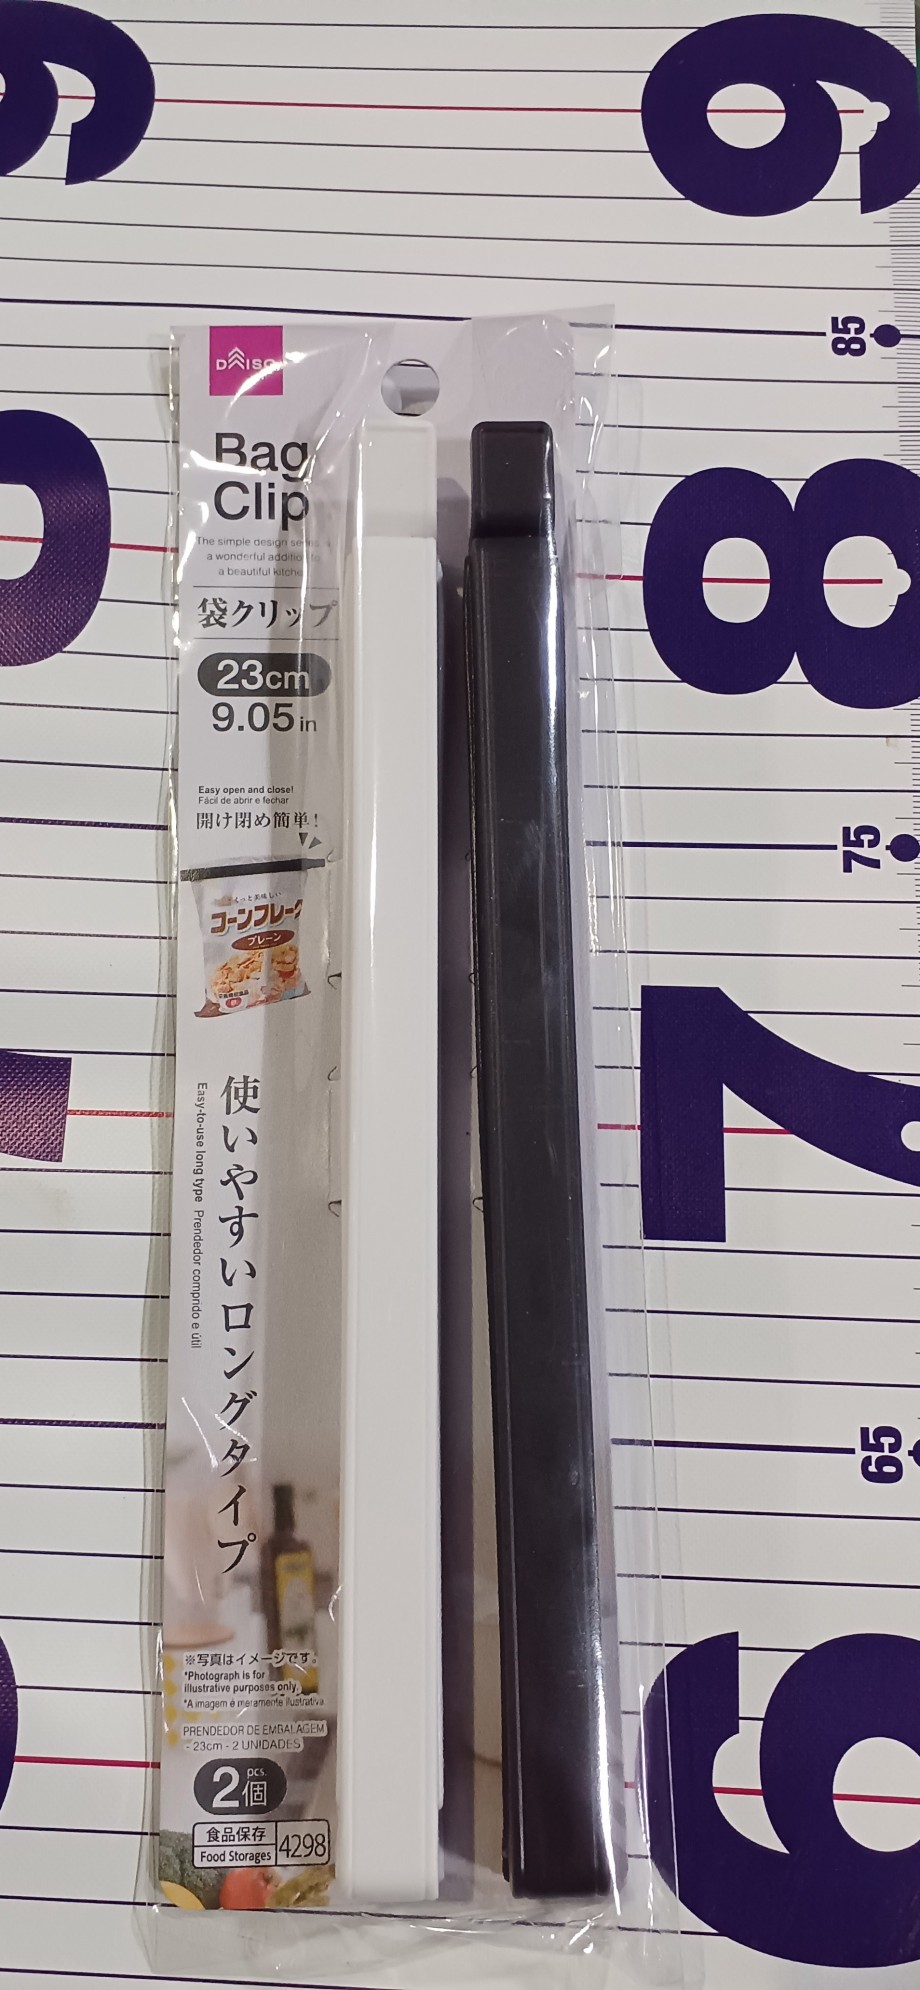 DAISO
Bag
Clip
The simple design series is
a wonderful addition to
a beautiful kitchen
袋クリップ
23cm
9.05in
Easy open and close!
Fácil de abrir e fechar
開け閉め簡単!
コーンフレーク
プレーン
使いやすいロングタイプ
Easy-to-use long type Prendedor comprido e útil
※写真はイメージです。
*Photograph is for
illustrative purposes only.
*A imagem é meramente ilustrativa.
PRENDEDOR DE EMBALAGEM
- 23cm - 2 UNIDADES
2 pcs. 個
食品保存
Food Storages
4298
9
85
8
75
7
65
6